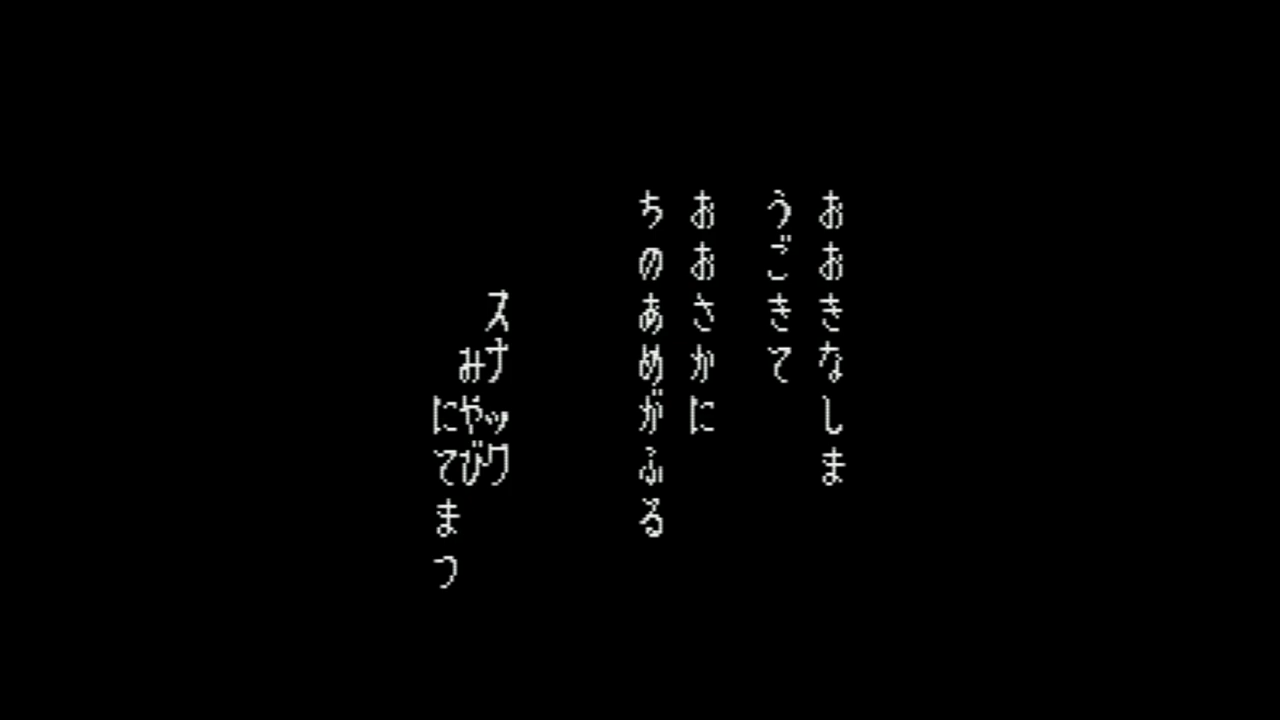 おおきなしま
うごきて
おおさかに
ちのあめがふる
スナック
みやび
にてまつ